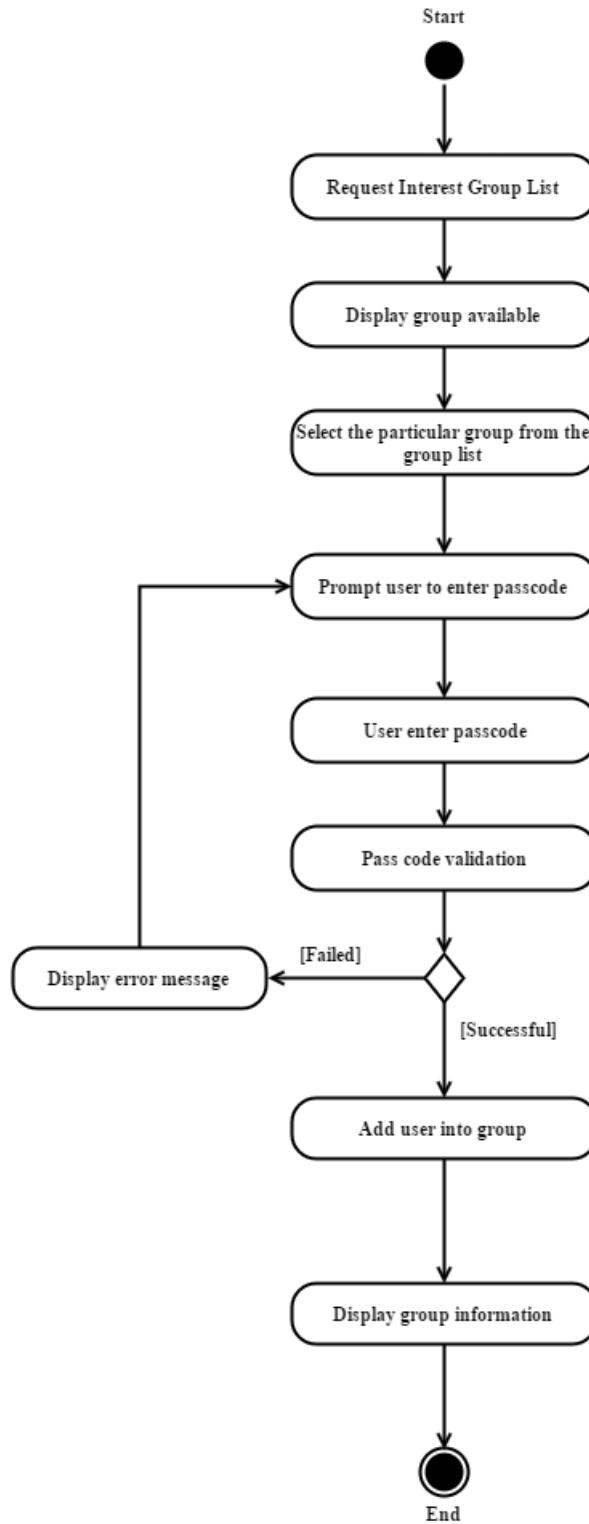 Start
Request Interest Group List
Display group available
Select the particular group from the
group list
Prompt user to enter passcode
User enter passcode
Pass code validation
[Failed]
Display error message
[Successful]
Add user into group
Display group information
End